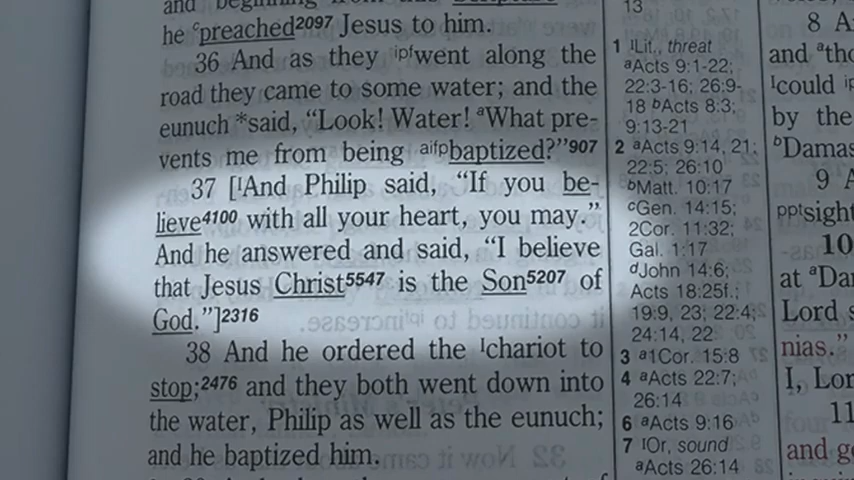 and beginning from this Scripture
he ᶜpreached2097 Jesus to him.
36 And as they ipfwent along the
road they came to some water; and the
eunuch *said, “Look! Water! ᵃWhat pre-
vents me from being aifpbaptized?”907
37 [¹And Philip said, “If you be-
lieve4100 with all your heart, you may.”
And he answered and said, “I believe
that Jesus Christ5547 is the Son5207 of
God.”]2316
38 And he ordered the ¹chariot to
stop;2476 and they both went down into
the water, Philip as well as the eunuch;
and he baptized him.
13
1 ¹Lit., threat
ᵃActs 9:1-22;
22:3-16; 26:9-
18 ᵇActs 8:3;
9:13-21
2 ᵃActs 9:14, 21;
22:5; 26:10
ᵇMatt. 10:17
ᶜGen. 14:15;
2Cor. 11:32;
Gal. 1:17
ᵈJohn 14:6;
Acts 18:25f.;
19:9, 23; 22:4;
24:14, 22
3 ᵃ1Cor. 15:8
4 ᵃActs 22:7;
26:14
6 ᵃActs 9:16
7 ¹Or, sound
ᵃActs 26:14
8
and ᵃ
¹could
by the
ᵇDamas
9
pptsight
10
at ᵃDa
Lord
nias.”
I, Lor
11
and